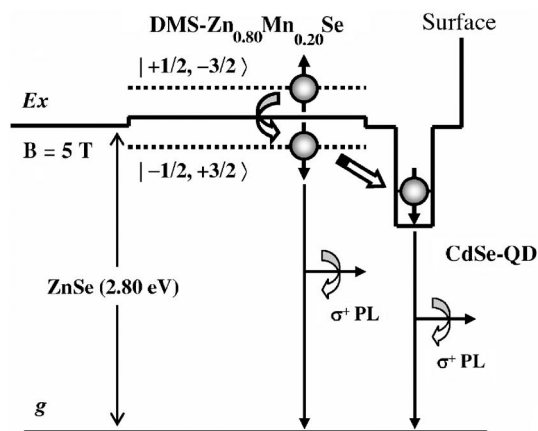 DMS-Zn0.80Mn0.20Se
Surface
| +1/2, −3/2 ⟩
Ex
B = 5 T
| −1/2, +3/2 ⟩
CdSe-QD
ZnSe (2.80 eV)
σ+ PL
σ+ PL
g